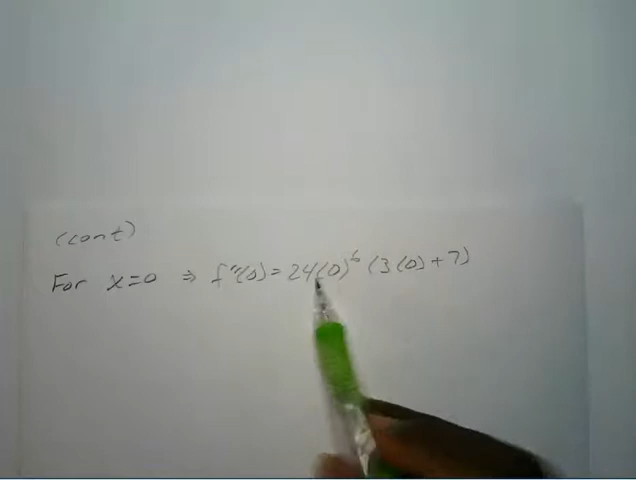 (cont)
For x=0 ⇒ f''(0) = 24(0)^6 (3(0)+7)